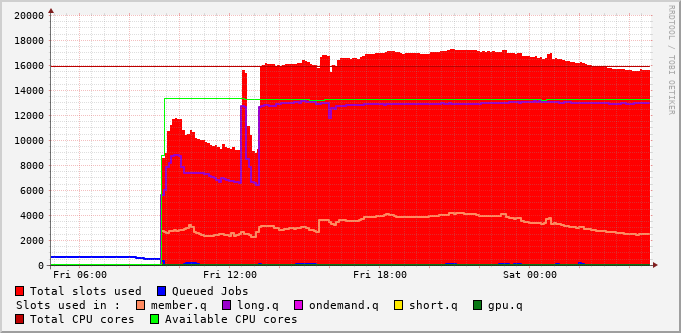 20000
18000
16000
14000
12000
10000
8000
6000
4000
2000
0
Fri 06:00 Fri 12:00 Fri 18:00 Sat 00:00
RRDTOOL / TOBI OETIKER
Total slots used Queued Jobs
Slots used in : member.q long.q ondemand.q short.q gpu.q
Total CPU cores Available CPU cores